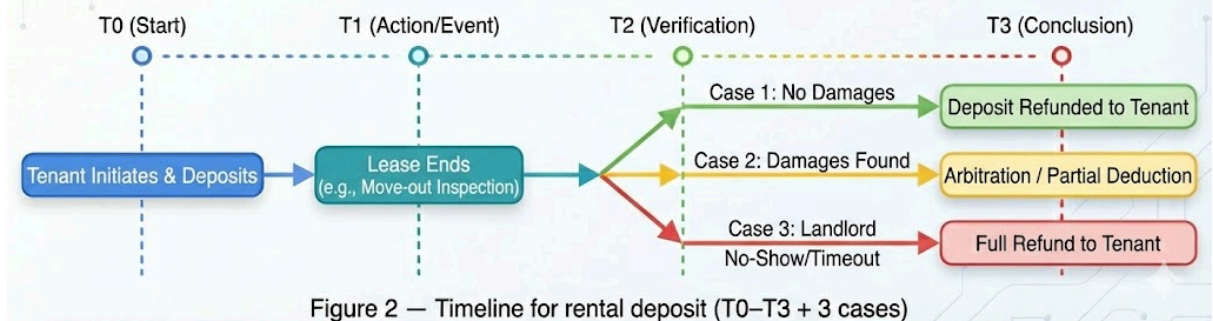 T0 (Start)
T1 (Action/Event)
T2 (Verification)
T3 (Conclusion)
Tenant Initiates & Deposits
Lease Ends
(e.g., Move-out Inspection)
Case 1: No Damages
Deposit Refunded to Tenant
Case 2: Damages Found
Arbitration / Partial Deduction
Case 3: Landlord
No-Show/Timeout
Full Refund to Tenant
Figure 2 — Timeline for rental deposit (T0–T3 + 3 cases)